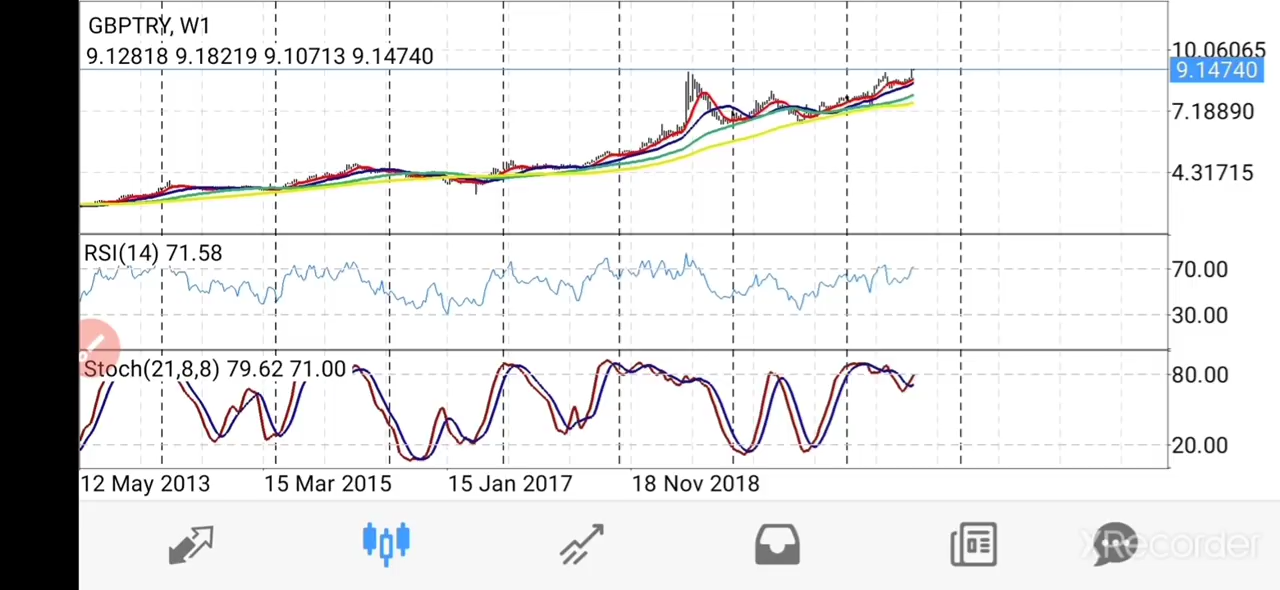 GBPTRY, W1
9.12818 9.18219 9.10713 9.14740
10.06065
9.14740
7.18890
4.31715
RSI(14) 71.58
70.00
30.00
Stoch(21,8,8) 79.62 71.00
80.00
20.00
12 May 2013 15 Mar 2015 15 Jan 2017 18 Nov 2018
XRecorder